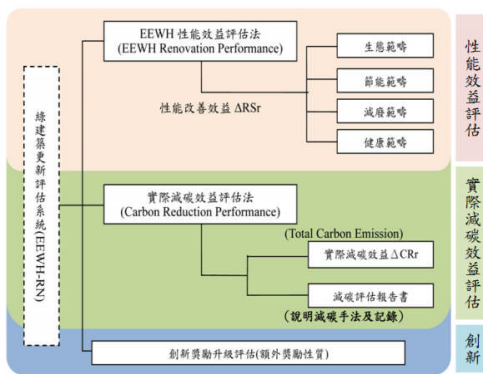 EEWH 性能效益評估法
(EEWH Renovation Performance)
性能改善效益 ΔRSr
生態範疇
節能範疇
減廢範疇
健康範疇
性能效益評估
綠建築更新評估系統(EEWH-RN)
實際減碳效益評估法
(Carbon Reduction Performance)
(Total Carbon Emission)
實際減碳效益 ΔCRr
減碳評估報告書
(說明減碳手法及記錄)
實際減碳效益評估
創新獎勵升級評估(額外獎勵性質)
創新